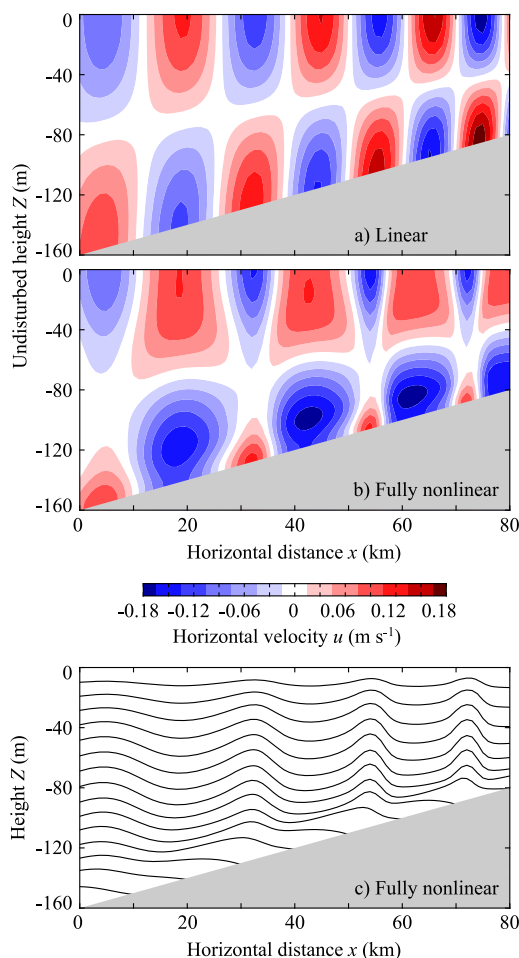 0
-40
-80
-120
-160
a) Linear
Undisturbed height Z (m)
0
-40
-80
-120
-160
b) Fully nonlinear
0 20 40 60 80
Horizontal distance x (km)
-0.18 -0.12 -0.06 0 0.06 0.12 0.18
Horizontal velocity u (m s⁻¹)
0
-40
-80
-120
-160
Height Z (m)
c) Fully nonlinear
0 20 40 60 80
Horizontal distance x (km)